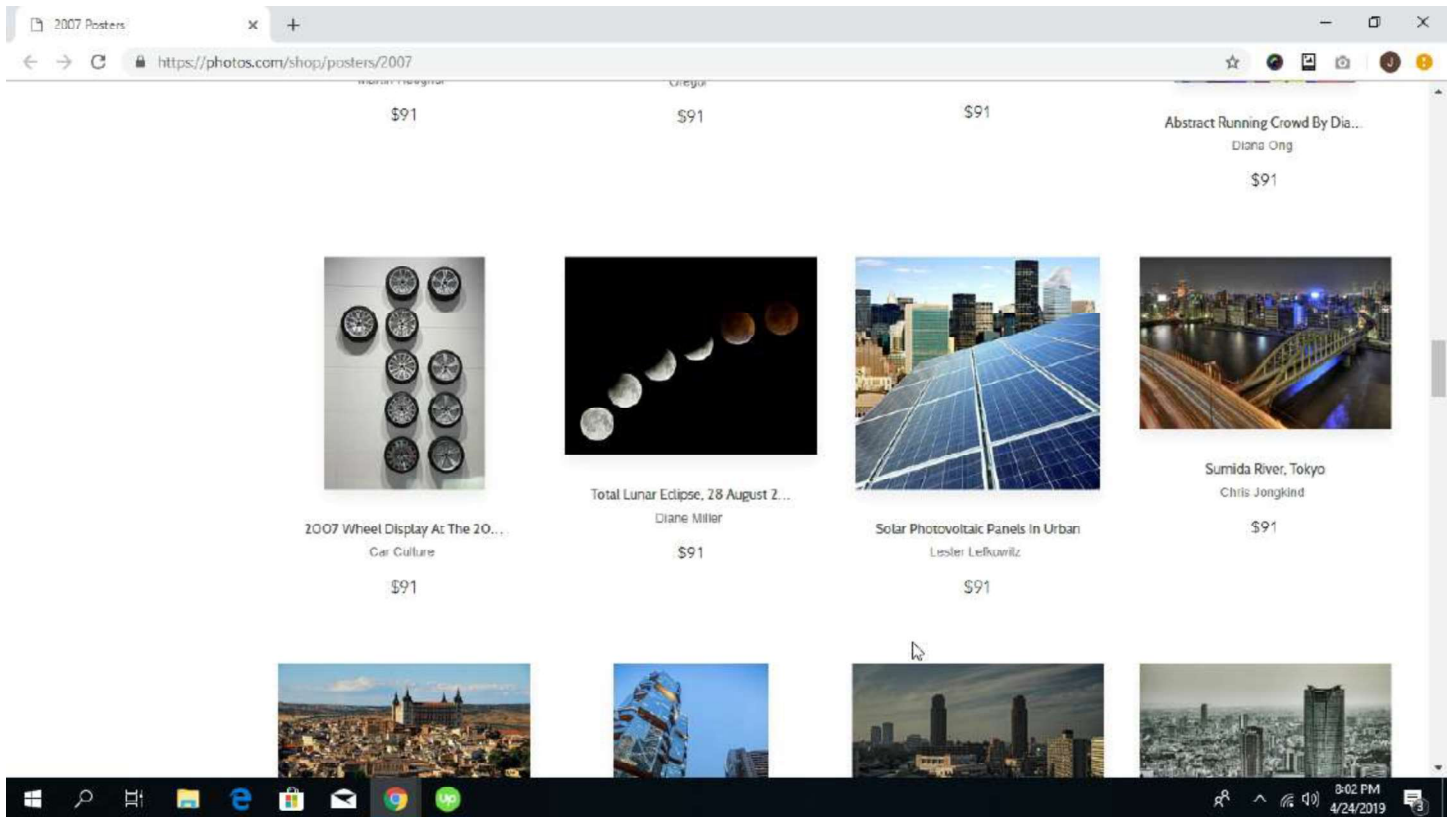 2007 Posters
https://photos.com/shop/posters/2007
$91
$91
$91
Abstract Running Crowd By Dia...
Diana Ong
$91
2007 Wheel Display At The 20...
Car Culture
$91
Total Lunar Eclipse, 28 August 2...
Diane Miller
$91
Solar Photovoltaic Panels In Urban
Lester Lefkowitz
$91
Sumida River, Tokyo
Chris Jongkind
$91
J
Up
8:02 PM
4/24/2019
3